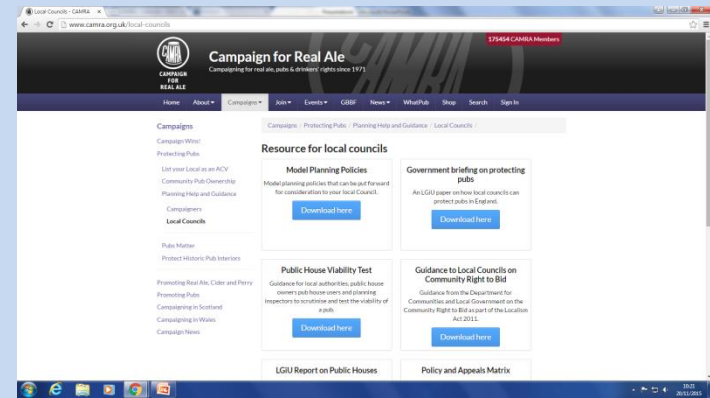 Local Councils - CAMRA
www.camra.org.uk/local-councils
175454 CAMRA Members
CAMRA
CAMPAIGN
FOR
REAL ALE
Campaign for Real Ale
Campaigning for real ale, pubs & drinkers' rights since 1971
Home About Campaigns Join Events GBBF News WhatPub Shop Search Sign In
Campaigns
Campaign Wins!
Protecting Pubs
List your Local as an ACV
Community Pub Ownership
Planning Help and Guidance
Campaigners
Local Councils
Pubs Matter
Protect Historic Pub Interiors
Promoting Real Ale, Cider and Perry
Promoting Pubs
Campaigning in Scotland
Campaigning in Wales
Campaign News
Campaigns / Protecting Pubs / Planning Help and Guidance / Local Councils /
Resource for local councils
Model Planning Policies
Model planning policies that can be put forward
for consideration to your local Council.
Download here
Government briefing on protecting
pubs
An LGiU paper on how local councils can
protect pubs in England.
Download here
Public House Viability Test
Guidance for local authorities, public house
owners pub house users and planning
inspectors to scrutinise and test the viability of
a pub.
Download here
Guidance to Local Councils on
Community Right to Bid
Guidance from the Department for
Communities and Local Government on the
Community Right to Bid as part of the Localism
Act 2011.
Download here
LGiU Report on Public Houses
Policy and Appeals Matrix
10:21
20/11/2015